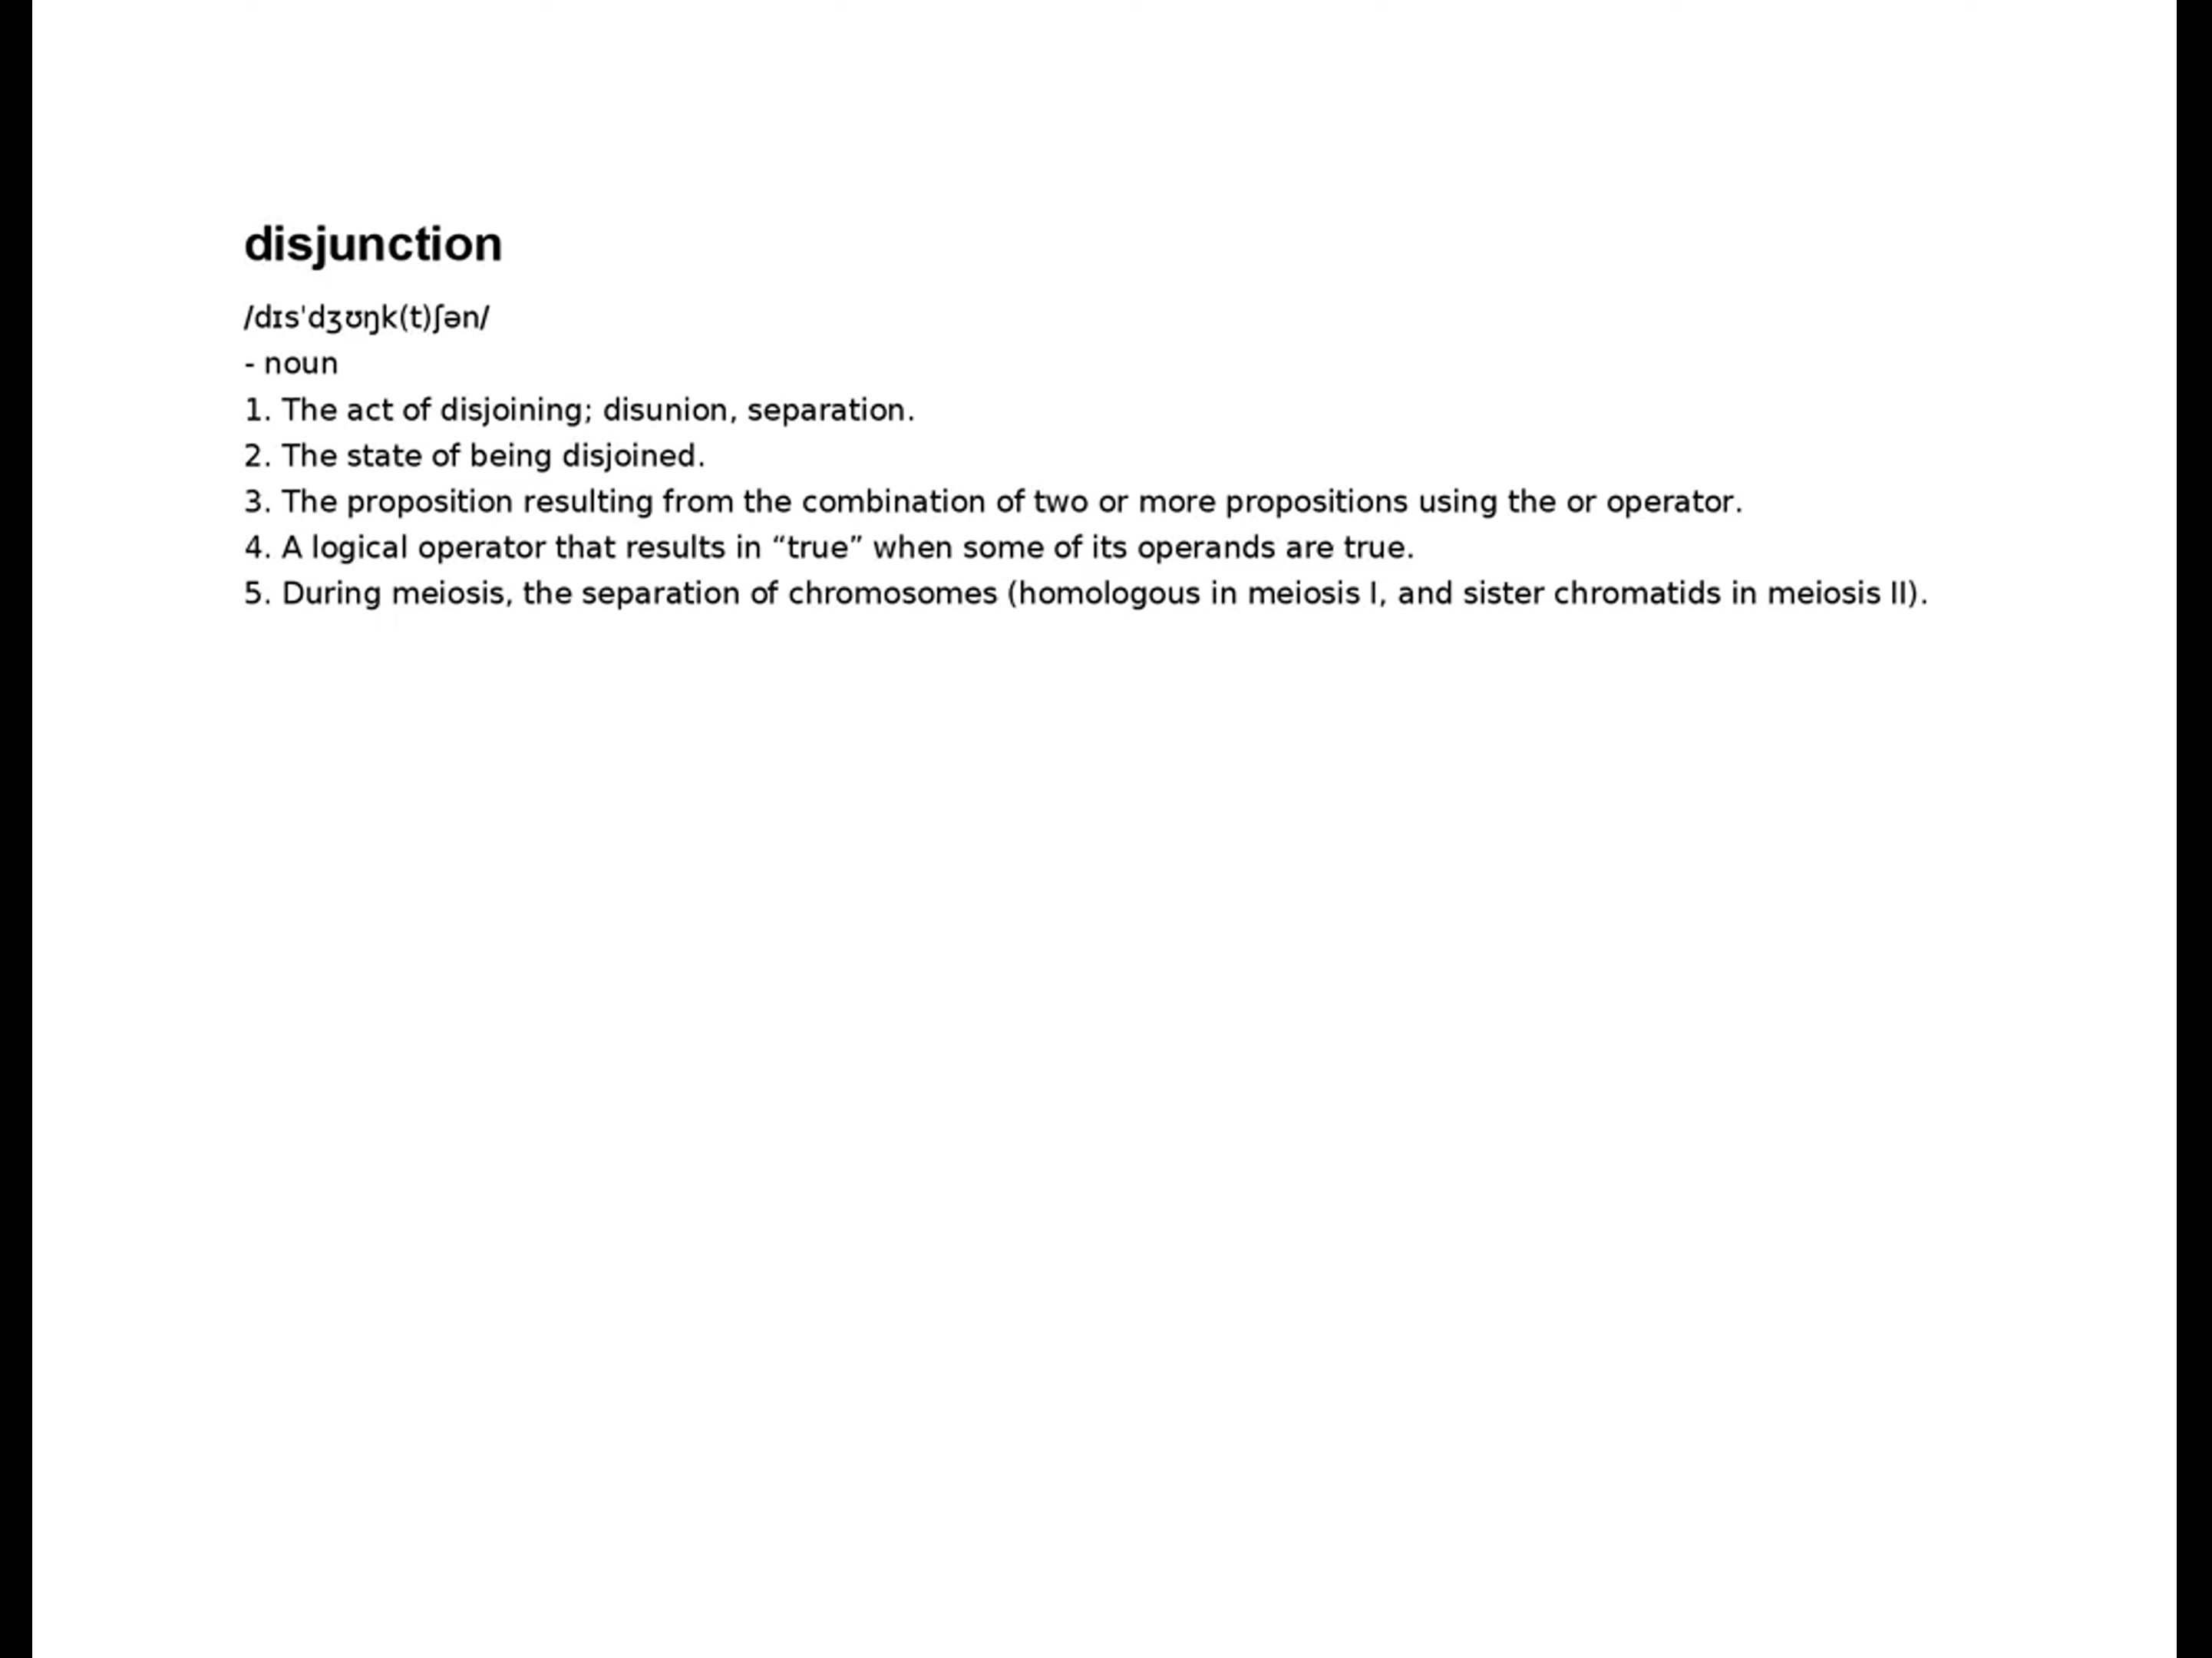 disjunction
/dɪsˈdʒʊŋk(t)ʃən/
- noun
1. The act of disjoining; disunion, separation.
2. The state of being disjoined.
3. The proposition resulting from the combination of two or more propositions using the or operator.
4. A logical operator that results in “true” when some of its operands are true.
5. During meiosis, the separation of chromosomes (homologous in meiosis I, and sister chromatids in meiosis II).